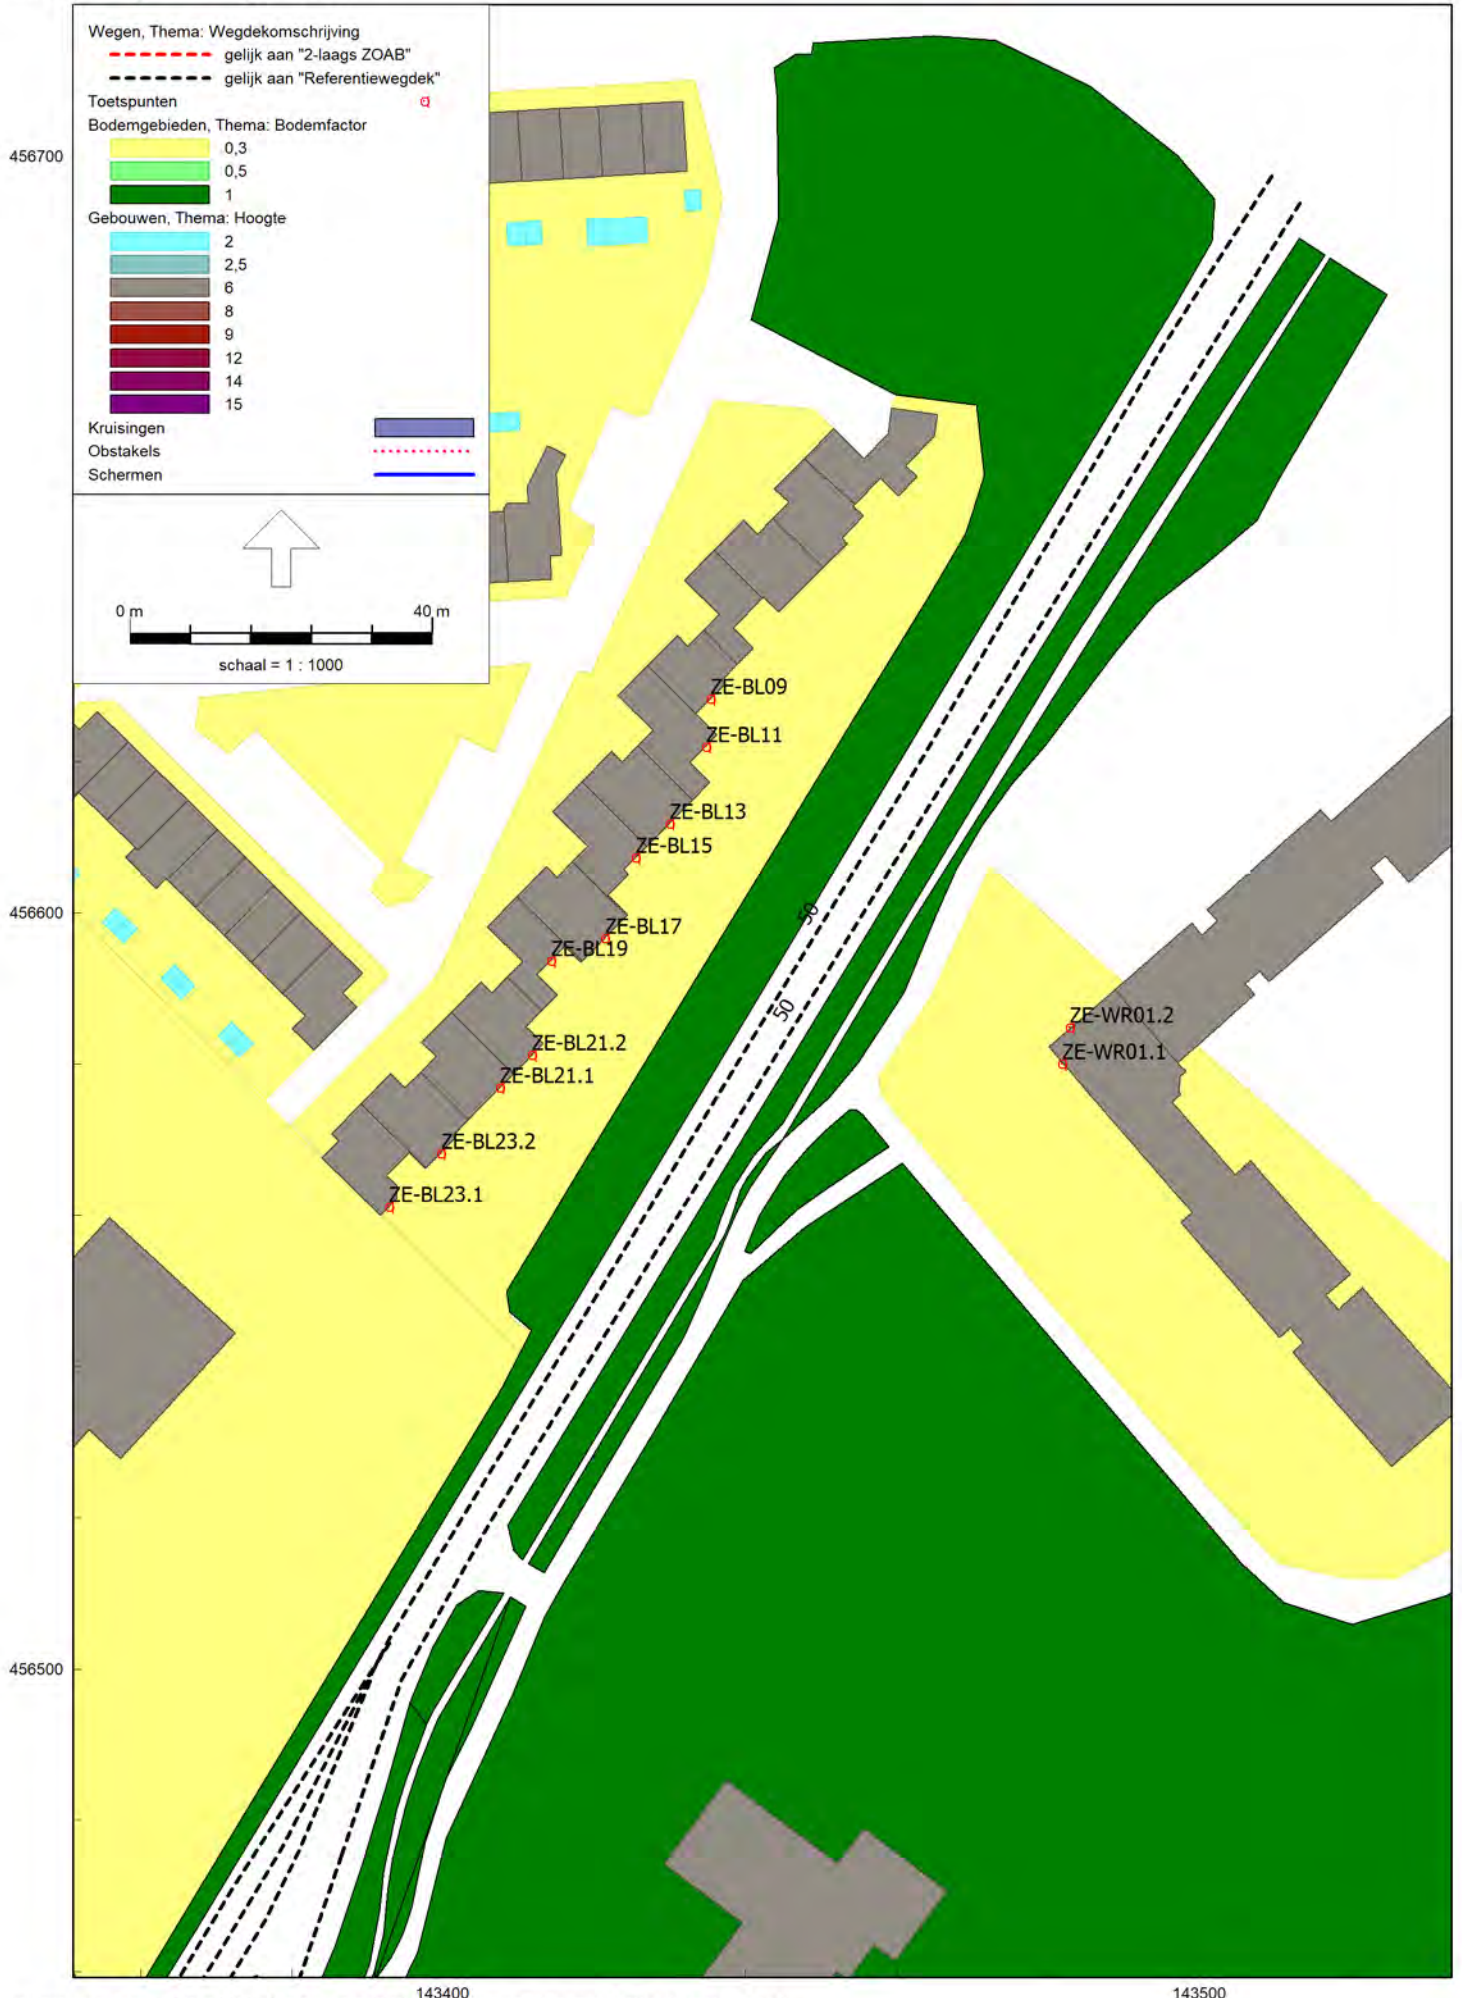 Wegen, Thema: Wegdekomschrijving
gelijk aan "2-laags ZOAB"
gelijk aan "Referentiewegdek"
Toetspunten
Bodemgebieden, Thema: Bodemfactor
0,3
0,5
1
Gebouwen, Thema: Hoogte
2
2,5
6
8
9
12
14
15
Kruisingen
Obstakels
Schermen
0 m 40 m
schaal = 1 : 1000
456700
ZE-BL09
ZE-BL11
ZE-BL13
ZE-BL15
456600
50
ZE-BL17
ZE-BL19
50
ZE-WR01.2
ZE-BL21.2
ZE-WR01.1
ZE-BL21.1
ZE-BL23.2
ZE-BL23.1
456500
143400 143500